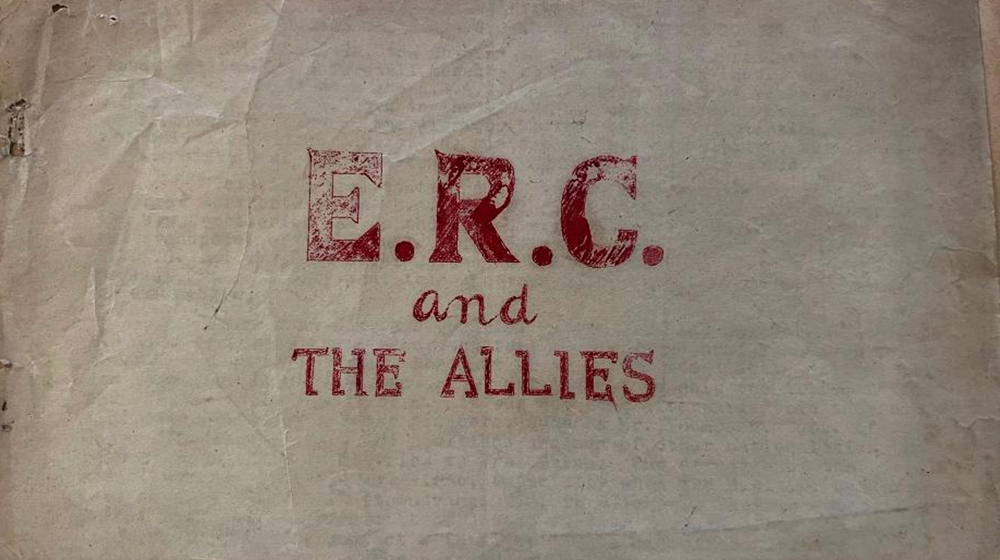 E.R.C.
and
THE ALLIES